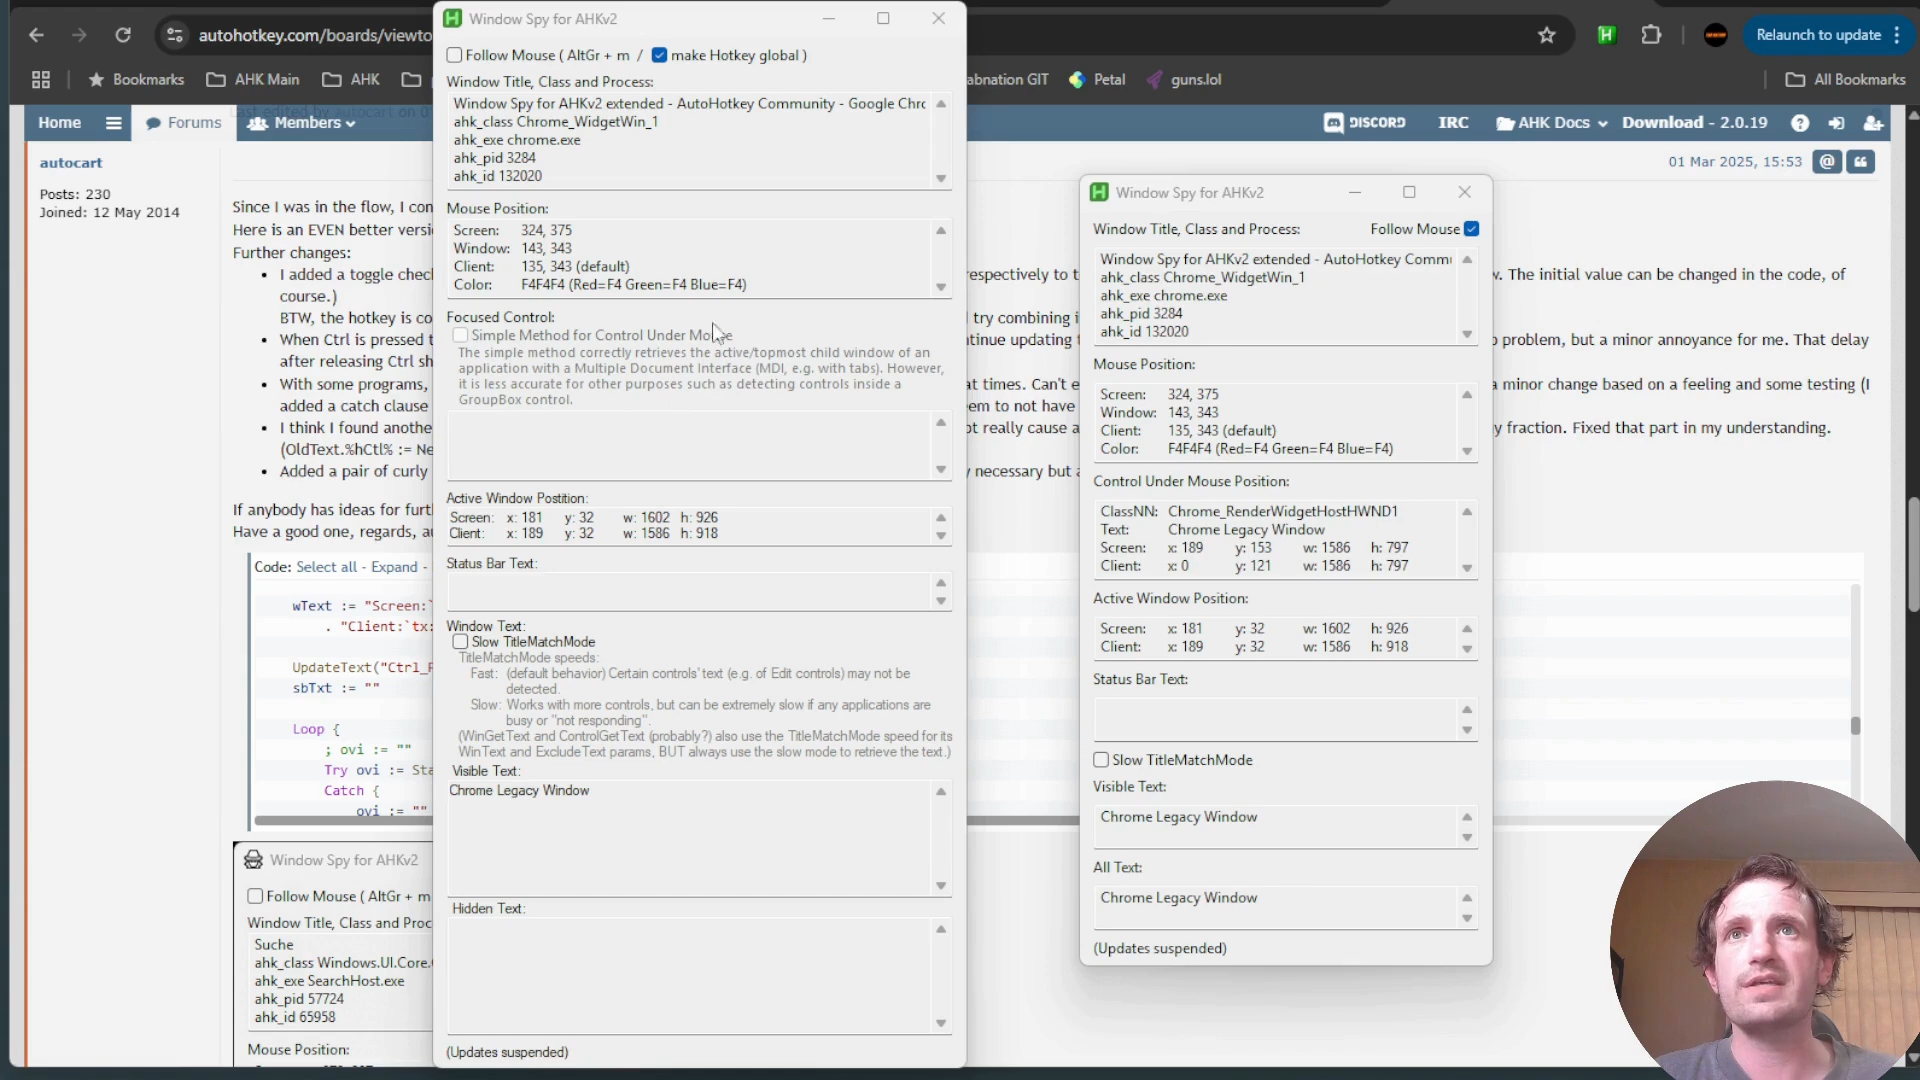 autohotkey.com/boards/viewto
Relaunch to update
Bookmarks
AHK Main
AHK
abnation GIT
Petal
guns.lol
All Bookmarks
Home
Forums
Members
DISCORD
IRC
AHK Docs
Download - 2.0.19
autocart
Posts: 230
Joined: 12 May 2014
01 Mar 2025, 15:53
Since I was in the flow, I con
Here is an EVEN better versi
Further changes:
I added a toggle chec
respectively to t
. The initial value can be changed in the code, of
course.)
BTW, the hotkey is co
d try combining i
When Ctrl is pressed t
ntinue updating
problem, but a minor annoyance for me. That delay
after releasing Ctrl sh
With some programs,
at times. Can't e
a minor change based on a feeling and some testing (I
added a catch clause
em to not have
I think I found anothe
ot really cause a
y fraction. Fixed that part in my understanding.
(OldText.%hCtl% := Ne
Added a pair of curly
y necessary but a
If anybody has ideas for furt
Have a good one, regards, a
Code: Select all - Expand -
wText := "Screen:`
. "Client:`tx:
UpdateText("Ctrl_
sbTxt := ""
Loop {
; ovi := ""
Try ovi := Sta
Catch {
ovi := ""
Window Spy for AHKv2
Follow Mouse ( AltGr + m
Window Title, Class and Proc
Suche
ahk_class Windows.UI.Core.
ahk_exe SearchHost.exe
ahk_pid 57724
ahk_id 65958
Mouse Position:
Window Spy for AHKv2
Follow Mouse ( AltGr + m / make Hotkey global )
Window Title, Class and Process:
Window Spy for AHKv2 extended - AutoHotkey Community - Google Chr
ahk_class Chrome_WidgetWin_1
ahk_exe chrome.exe
ahk_pid 3284
ahk_id 132020
Mouse Position:
Screen: 324, 375
Window: 143, 343
Client: 135, 343 (default)
Color: F4F4F4 (Red=F4 Green=F4 Blue=F4)
Focused Control:
Simple Method for Control Under Mouse
The simple method correctly retrieves the active/topmost child window of an
application with a Multiple Document Interface (MDI, e.g. with tabs). However,
it is less accurate for other purposes such as detecting controls inside a
GroupBox control.
Active Window Postition:
Screen: x: 181 y: 32 w: 1602 h: 926
Client: x: 189 y: 32 w: 1586 h: 918
Status Bar Text:
Window Text:
Slow TitleMatchMode
TitleMatchMode speeds:
Fast: (default behavior) Certain controls' text (e.g. of Edit controls) may not be
detected.
Slow: Works with more controls, but can be extremely slow if any applications are
busy or "not responding".
(WinGetText and ControlGetText (probably?) also use the TitleMatchMode speed for its
WinText and ExcludeText params, BUT always use the slow mode to retrieve the text.)
Visible Text:
Chrome Legacy Window
Hidden Text:
(Updates suspended)
Window Spy for AHKv2
Window Title, Class and Process: Follow Mouse
Window Spy for AHKv2 extended - AutoHotkey Commu
ahk_class Chrome_WidgetWin_1
ahk_exe chrome.exe
ahk_pid 3284
ahk_id 132020
Mouse Position:
Screen: 324, 375
Window: 143, 343
Client: 135, 343 (default)
Color: F4F4F4 (Red=F4 Green=F4 Blue=F4)
Control Under Mouse Position:
ClassNN: Chrome_RenderWidgetHostHWND1
Text: Chrome Legacy Window
Screen: x: 189 y: 153 w: 1586 h: 797
Client: x: 0 y: 121 w: 1586 h: 797
Active Window Position:
Screen: x: 181 y: 32 w: 1602 h: 926
Client: x: 189 y: 32 w: 1586 h: 918
Status Bar Text:
Slow TitleMatchMode
Visible Text:
Chrome Legacy Window
All Text:
Chrome Legacy Window
(Updates suspended)